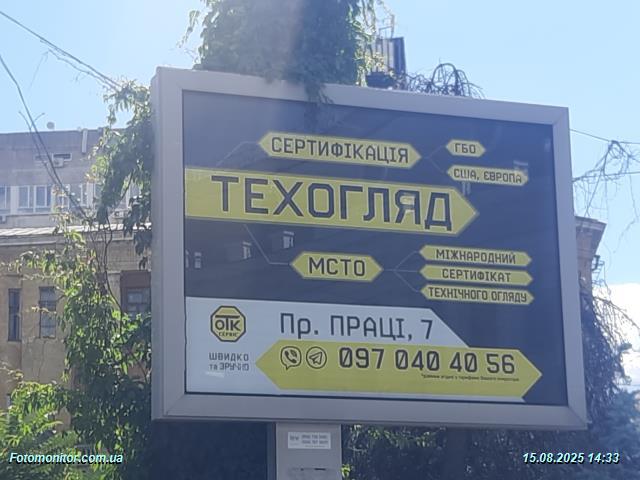 СЕРТИФІКАЦІЯ
ГБО
США, ЄВРОПА
ТЕХОГЛЯД
МСТО
МІЖНАРОДНИЙ
СЕРТИФІКАТ
ТЕХНІЧНОГО ОГЛЯДУ
ОТК
СЕРВІС
ШВИДКО
та ЗРУЧНО
Пр. ПРАЦІ, 7
097 040 40 56
Fotomonitor.com.ua
15.08.2025 14:33